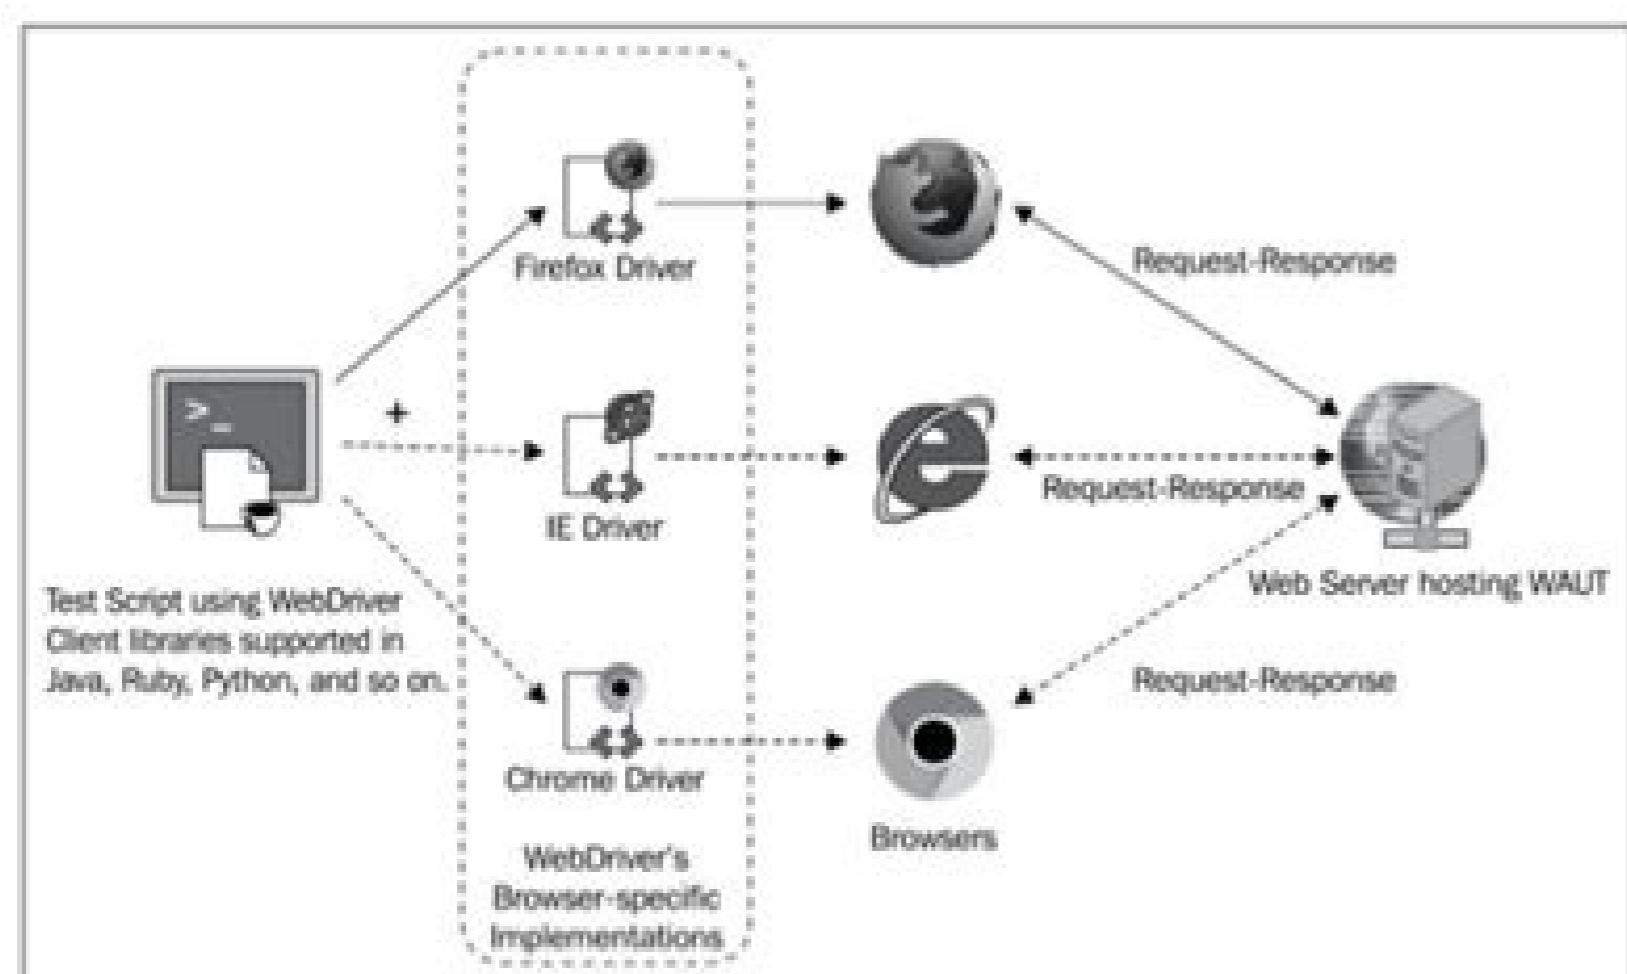 Firefox Driver
Request-Response
+
>_
IE Driver
Request-Response
Test Script using WebDriver
Client libraries supported in
Java, Ruby, Python, and so on.
Web Server hosting WAUT
Request-Response
Chrome Driver
Browsers
WebDriver's
Browser-specific
Implementations